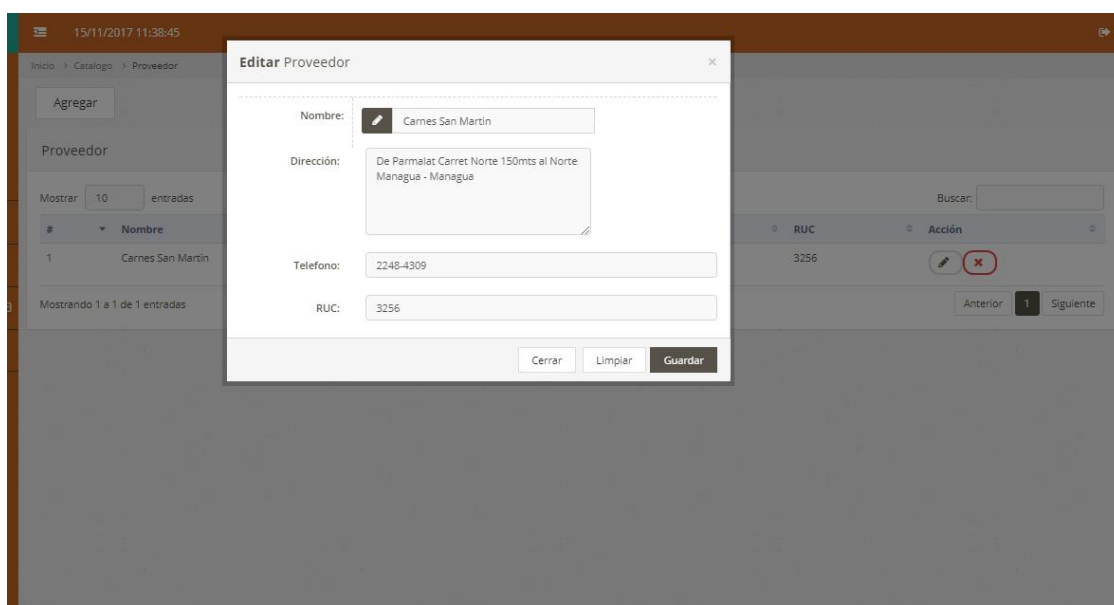 15/11/2017 11:38:45
Inicio > Catalogo > Proveedor
Agregar
Proveedor
Mostrar 10 entradas
Buscar:
# Nombre RUC Acción
1 Carnes San Martin 3256
Mostrando 1 a 1 de 1 entradas
Anterior 1 Siguiente
Editar Proveedor ×
Nombre: Carnes San Martin
Dirección: De Parmalat Carret Norte 150mts al Norte
Managua - Managua
Telefono: 2248-4309
RUC: 3256
Cerrar Limpiar Guardar